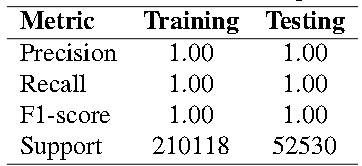 Metric Training Testing
Precision 1.00 1.00
Recall 1.00 1.00
F1-score 1.00 1.00
Support 210118 52530